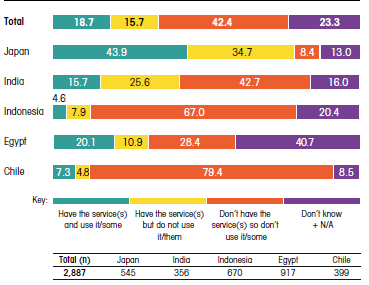 Total 18.7 15.7 42.4 23.3
Japan 43.9 34.7 8.4 13.0
India 15.7 25.6 42.7 16.0
Indonesia 4.6 7.9 67.0 20.4
Egypt 20.1 10.9 28.4 40.7
Chile 7.3 4.8 79.4 8.5
Key:
Have the service(s) Have the service(s) Don't have the Don't know
and use it/some but do not use service(s) so don't + N/A
it/them use it/some
Total (n) Japan India Indonesia Egypt Chile
2,887 545 356 670 917 399